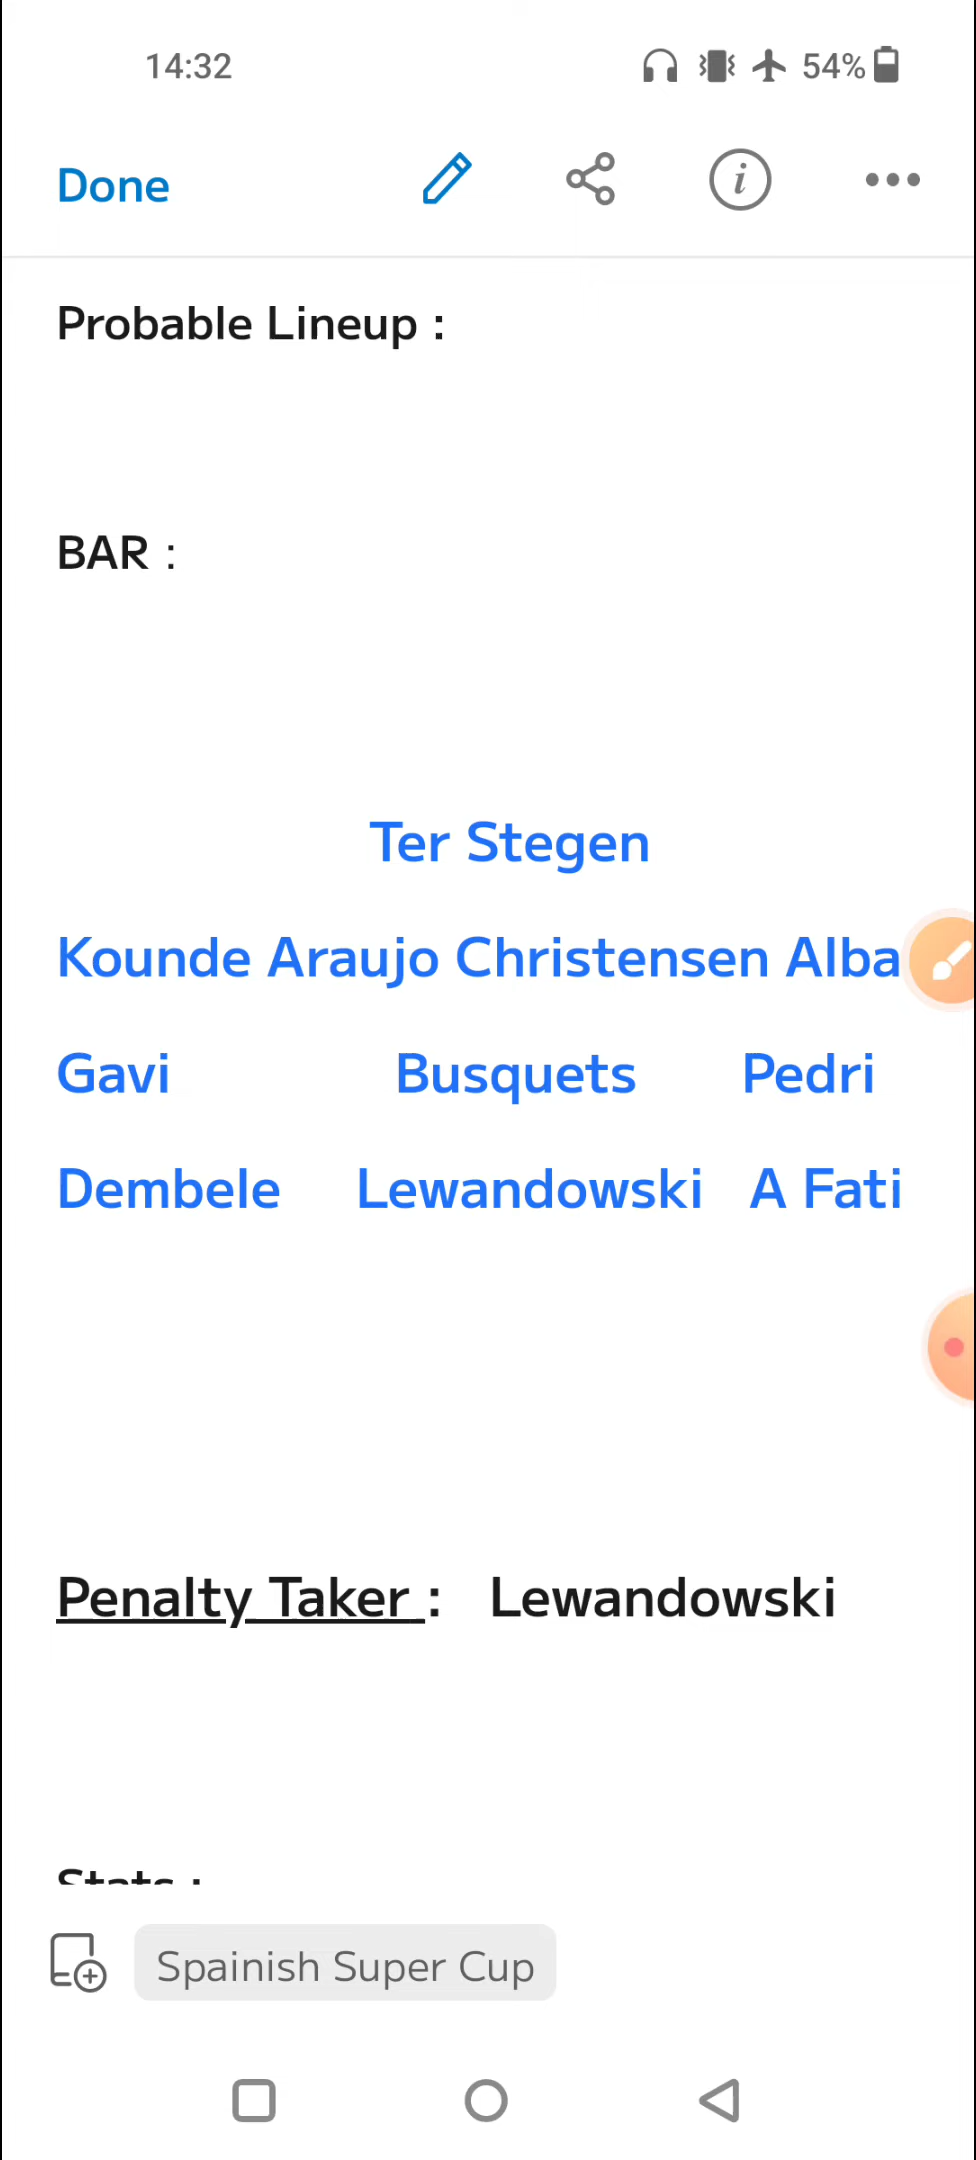 14:32 54%
Done
Probable Lineup :
BAR :
Ter Stegen
Kounde Araujo Christensen Alba
Gavi Busquets Pedri
Dembele Lewandowski A Fati
Penalty Taker : Lewandowski
Stats :
Spainish Super Cup